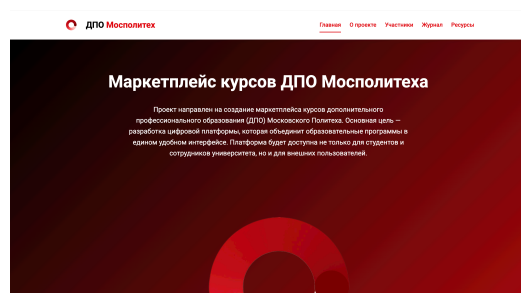 ДПО Мосполитех
Главная О проекте Участники Журнал Ресурсы
Маркетплейс курсов ДПО Мосполитеха
Проект направлен на создание маркетплейса курсов дополнительного
профессионального образования (ДПО) Московского Политеха. Основная цель —
разработка цифровой платформы, которая объединит образовательные программы в
едином удобном интерфейсе. Платформа будет доступна не только для студентов и
сотрудников университета, но и для внешних пользователей.